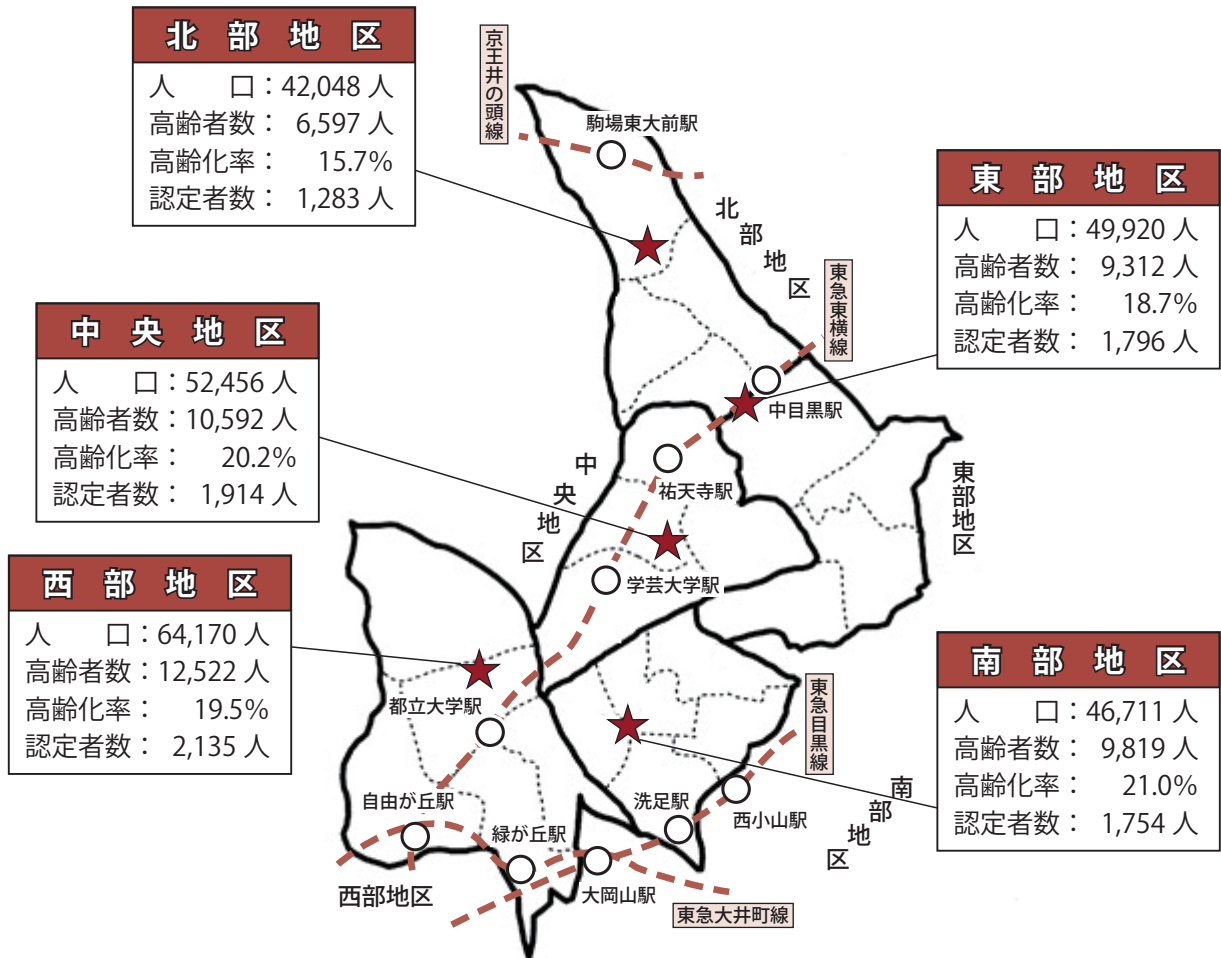 北部地区
人　口：42,048 人
高齢者数： 6,597 人
高齢化率： 15.7%
認定者数： 1,283 人
京王井の頭線
駒場東大前駅
北部地区
東部地区
人　口：49,920 人
高齢者数： 9,312 人
高齢化率： 18.7%
認定者数： 1,796 人
東急東横線
中目黒駅
中央地区
人　口：52,456 人
高齢者数：10,592 人
高齢化率： 20.2%
認定者数： 1,914 人
中央地区
祐天寺駅
東部地区
学芸大学駅
西部地区
人　口：64,170 人
高齢者数：12,522 人
高齢化率： 19.5%
認定者数： 2,135 人
都立大学駅
南部地区
人　口：46,711 人
高齢者数： 9,819 人
高齢化率： 21.0%
認定者数： 1,754 人
東急目黒線
自由が丘駅
緑が丘駅
洗足駅
西小山駅
南部地区
大岡山駅
西部地区
東急大井町線